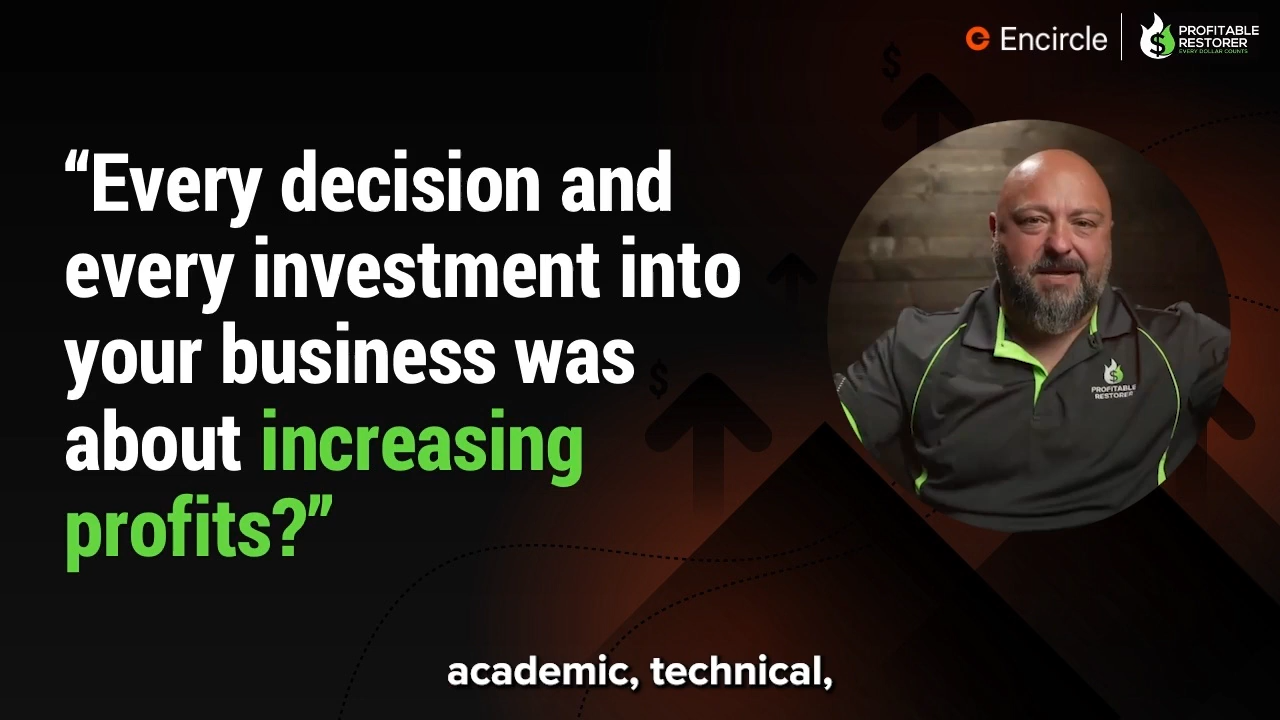 Encircle
PROFITABLE
RESTORER
EVERY DOLLAR COUNTS
“Every decision and
every investment into
your business was
about increasing
profits?”
PROFITABLE
RESTORER
academic, technical,